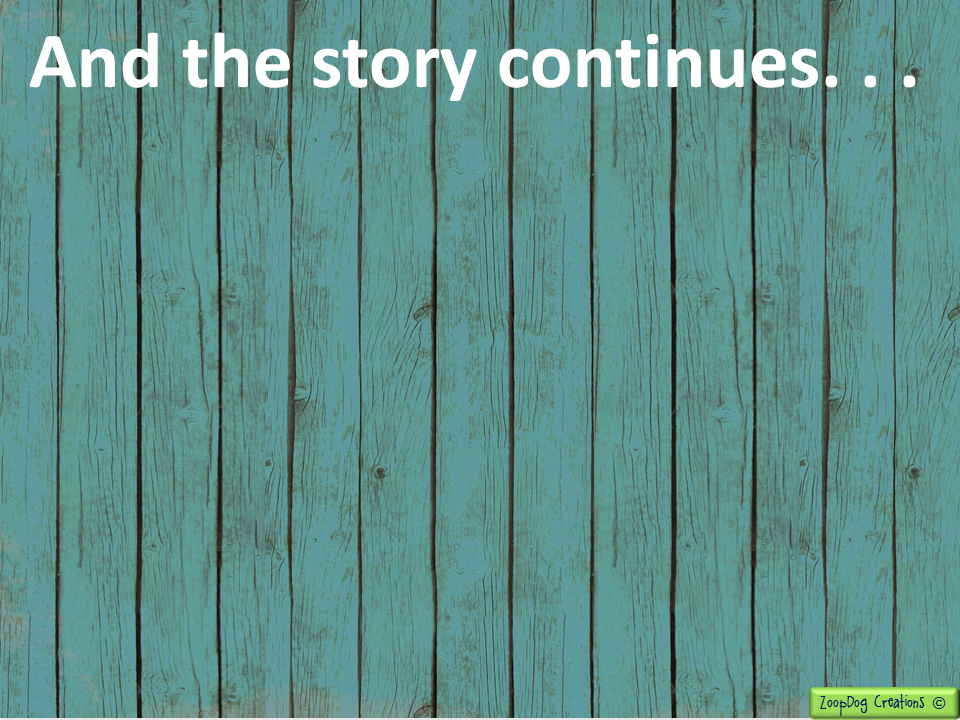 And the story continues. . .
ZoopDog Creations ©